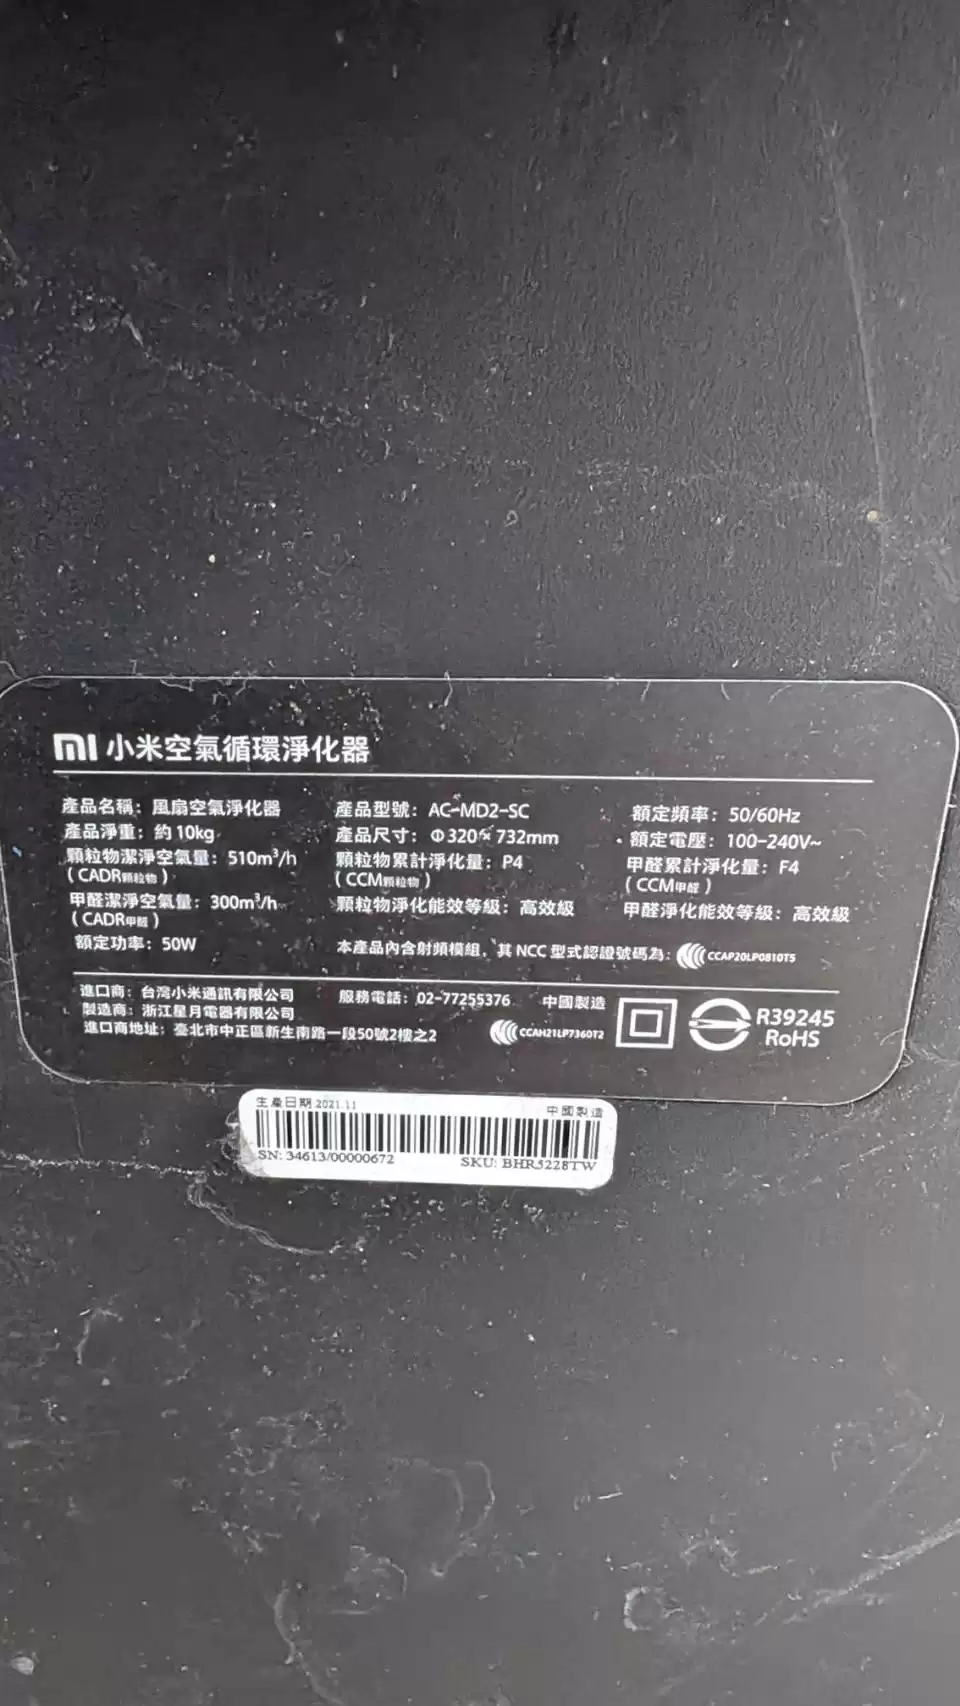 MI 小米空氣循環淨化器
產品名稱：風扇空氣淨化器
產品淨重：約10kg
顆粒物潔淨空氣量：510m³/h
(CADR顆粒物)
甲醛潔淨空氣量：300m³/h
(CADR甲醛)
額定功率：50W
產品型號：AC-MD2-SC
產品尺寸：Φ320×732mm
顆粒物累計淨化量：P4
(CCM顆粒物)
顆粒物淨化能效等級：高效級
額定頻率：50/60Hz
額定電壓：100-240V~
甲醛累計淨化量：F4
(CCM甲醛)
甲醛淨化能效等級：高效級
本產品內含射頻模組，其 NCC 型式認證號碼為：CCAP20LP0810T5
進口商：台灣小米通訊有限公司
製造商：浙江星月電器有限公司
進口商地址：臺北市中正區新生南路一段50號2樓之2
服務電話：02-77255376
中國製造
CCAH21LP7360T2
R39245
RoHS
生產日期 2021.11
中國製造
SN: 34613/00000672
SKU: BHR5228TW